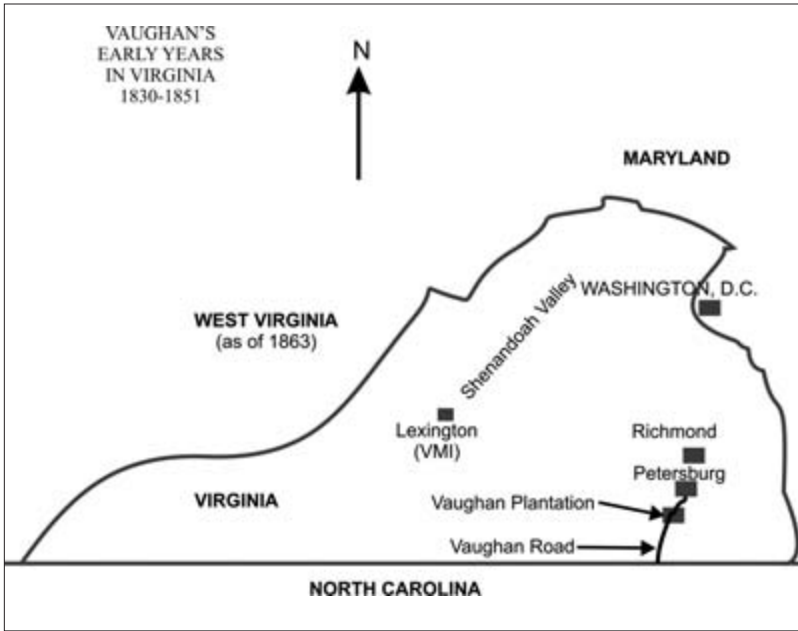 VAUGHAN'S
EARLY YEARS
IN VIRGINIA
1830-1851
N
MARYLAND
WASHINGTON, D.C.
Shenandoah Valley
WEST VIRGINIA
(as of 1863)
Lexington
(VMI)
Richmond
Petersburg
VIRGINIA
Vaughan Plantation
Vaughan Road
NORTH CAROLINA